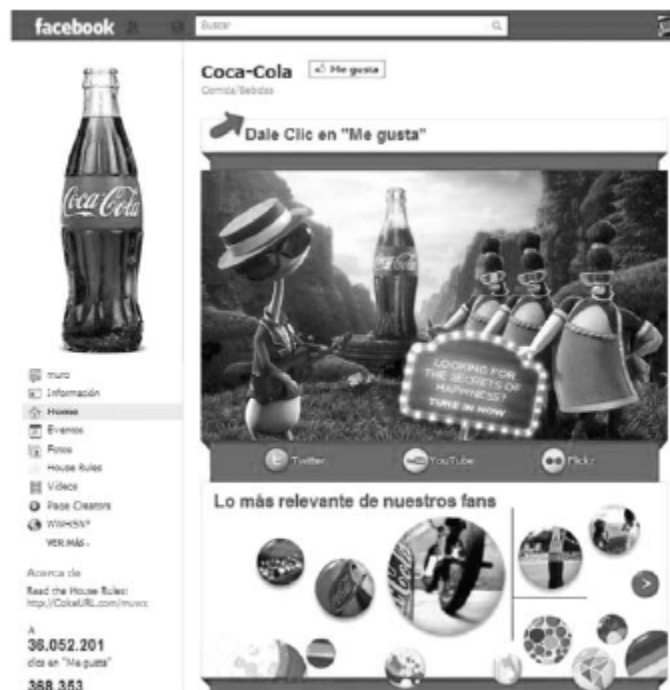 facebook
Buscar
Coca-Cola
Me gusta
Comida/Bebidas
Dale Clic en "Me gusta"
Coca-Cola
LOOKING FOR
THE SECRETS OF
HAPPINESS?
TUNE IN NOW
muro
Información
Home
Eventos
Fotos
House Rules
Videos
Page Creators
VER MÁS
Twitter
YouTube
Flickr
Lo más relevante de nuestros fans
Acerca de
Read the House Rules:
A
36.052.201
clics en "Me gusta"
368.353